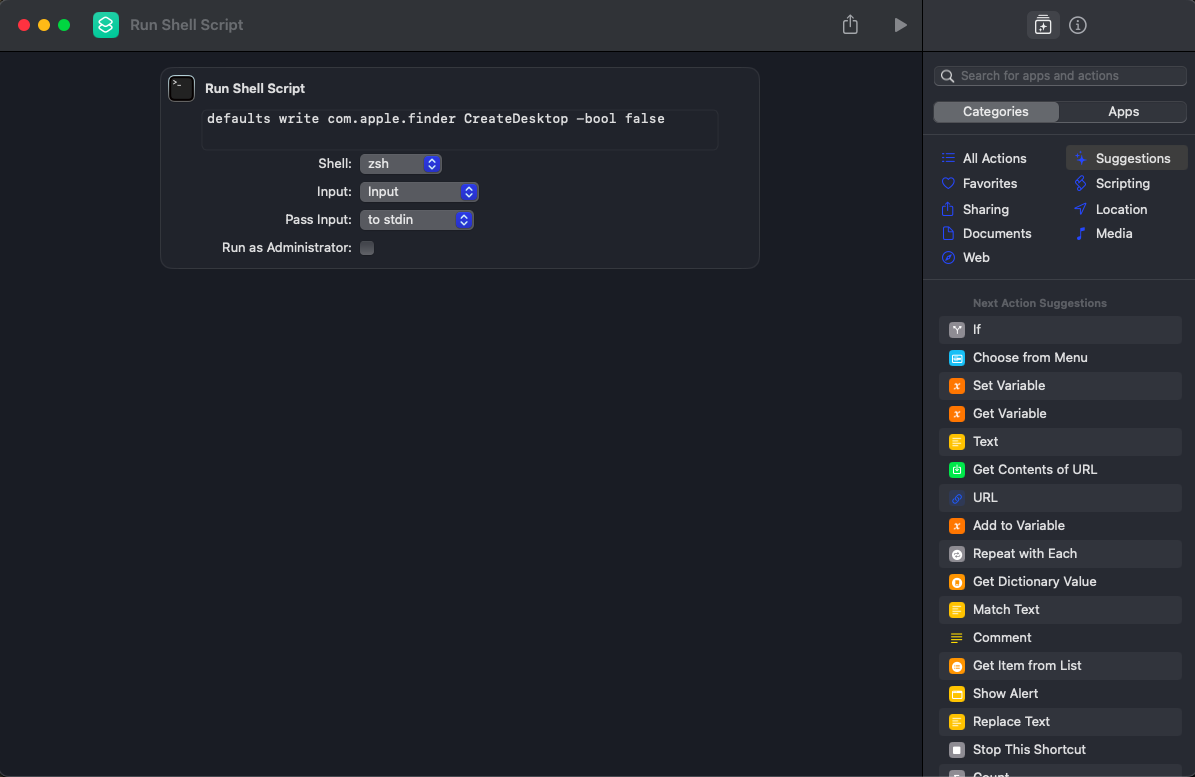 Run Shell Script
>_
Run Shell Script
defaults write com.apple.finder CreateDesktop -bool false
Shell: zsh
Input: Input
Pass Input: to stdin
Run as Administrator:
Search for apps and actions
Categories Apps
All Actions Suggestions
Favorites Scripting
Sharing Location
Documents Media
Web
Next Action Suggestions
If
Choose from Menu
Set Variable
Get Variable
Text
Get Contents of URL
URL
Add to Variable
Repeat with Each
Get Dictionary Value
Match Text
Comment
Get Item from List
Show Alert
Replace Text
Stop This Shortcut
Count